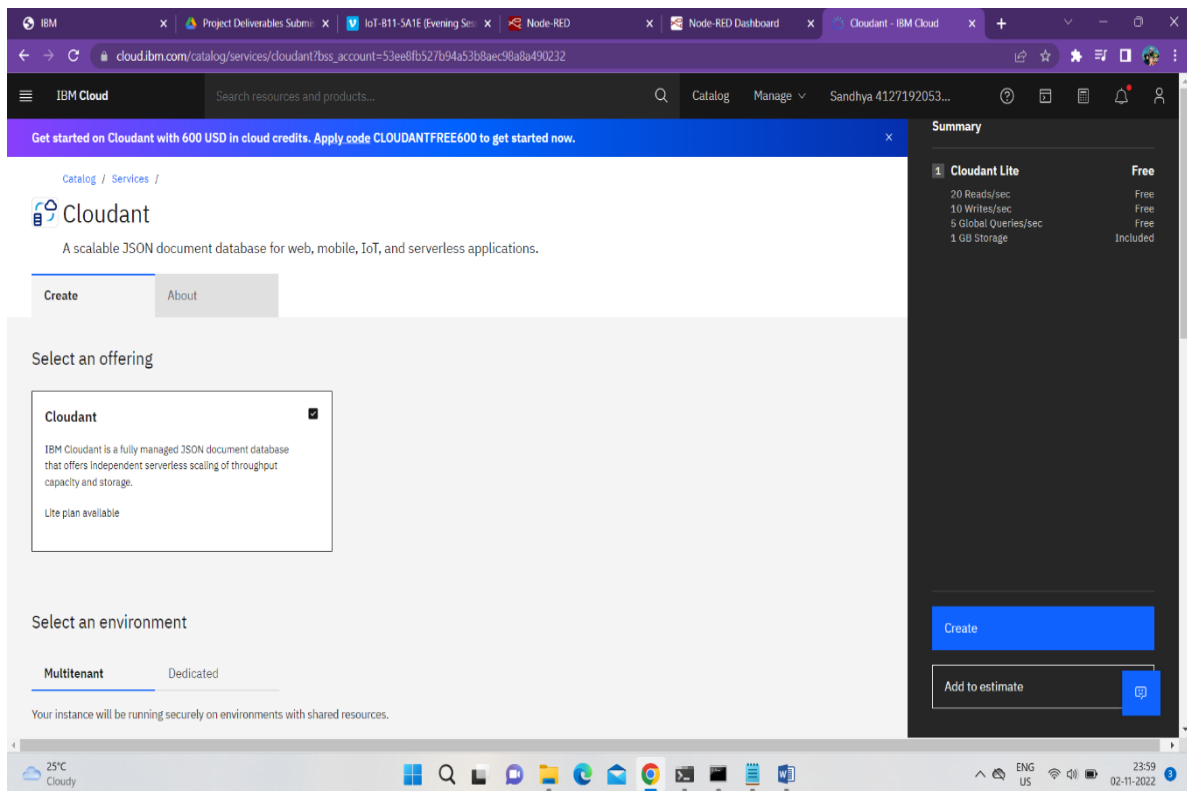 IBM
Project Deliverables Submis
IoT-B11-5A1E (Evening Ses
Node-RED
Node-RED Dashboard
Cloudant - IBM Cloud
cloud.ibm.com/catalog/services/cloudant?bss_account=53ee8fb527b94a53b8aec98a8a490232
IBM Cloud
Search resources and products...
Catalog
Manage
Sandhya 4127192053...
Get started on Cloudant with 600 USD in cloud credits. Apply code CLOUDANTFREE600 to get started now.
Catalog / Services /
Cloudant
A scalable JSON document database for web, mobile, IoT, and serverless applications.
Create
About
Select an offering
Cloudant
IBM Cloudant is a fully managed JSON document database
that offers independent serverless scaling of throughput
capacity and storage.
Lite plan available
Select an environment
Multitenant
Dedicated
Your instance will be running securely on environments with shared resources.
Summary
1 Cloudant Lite Free
20 Reads/sec Free
10 Writes/sec Free
5 Global Queries/sec Free
1 GB Storage Included
Create
Add to estimate
25°C
Cloudy
ENG
US
23:59
02-11-2022
3